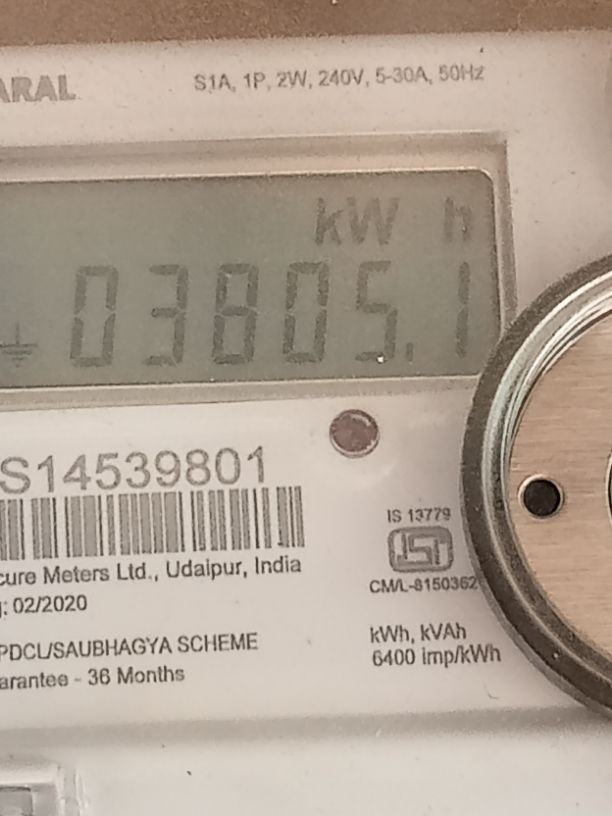 ARAL
S1A, 1P, 2W, 240V, 5-30A, 50Hz
kW h
03805.1
S14539801
IS 13779
ISI
CM/L-8150362
cure Meters Ltd., Udaipur, India
g: 02/2020
PDCL/SAUBHAGYA SCHEME
arantee - 36 Months
kWh, kVAh
6400 imp/kWh